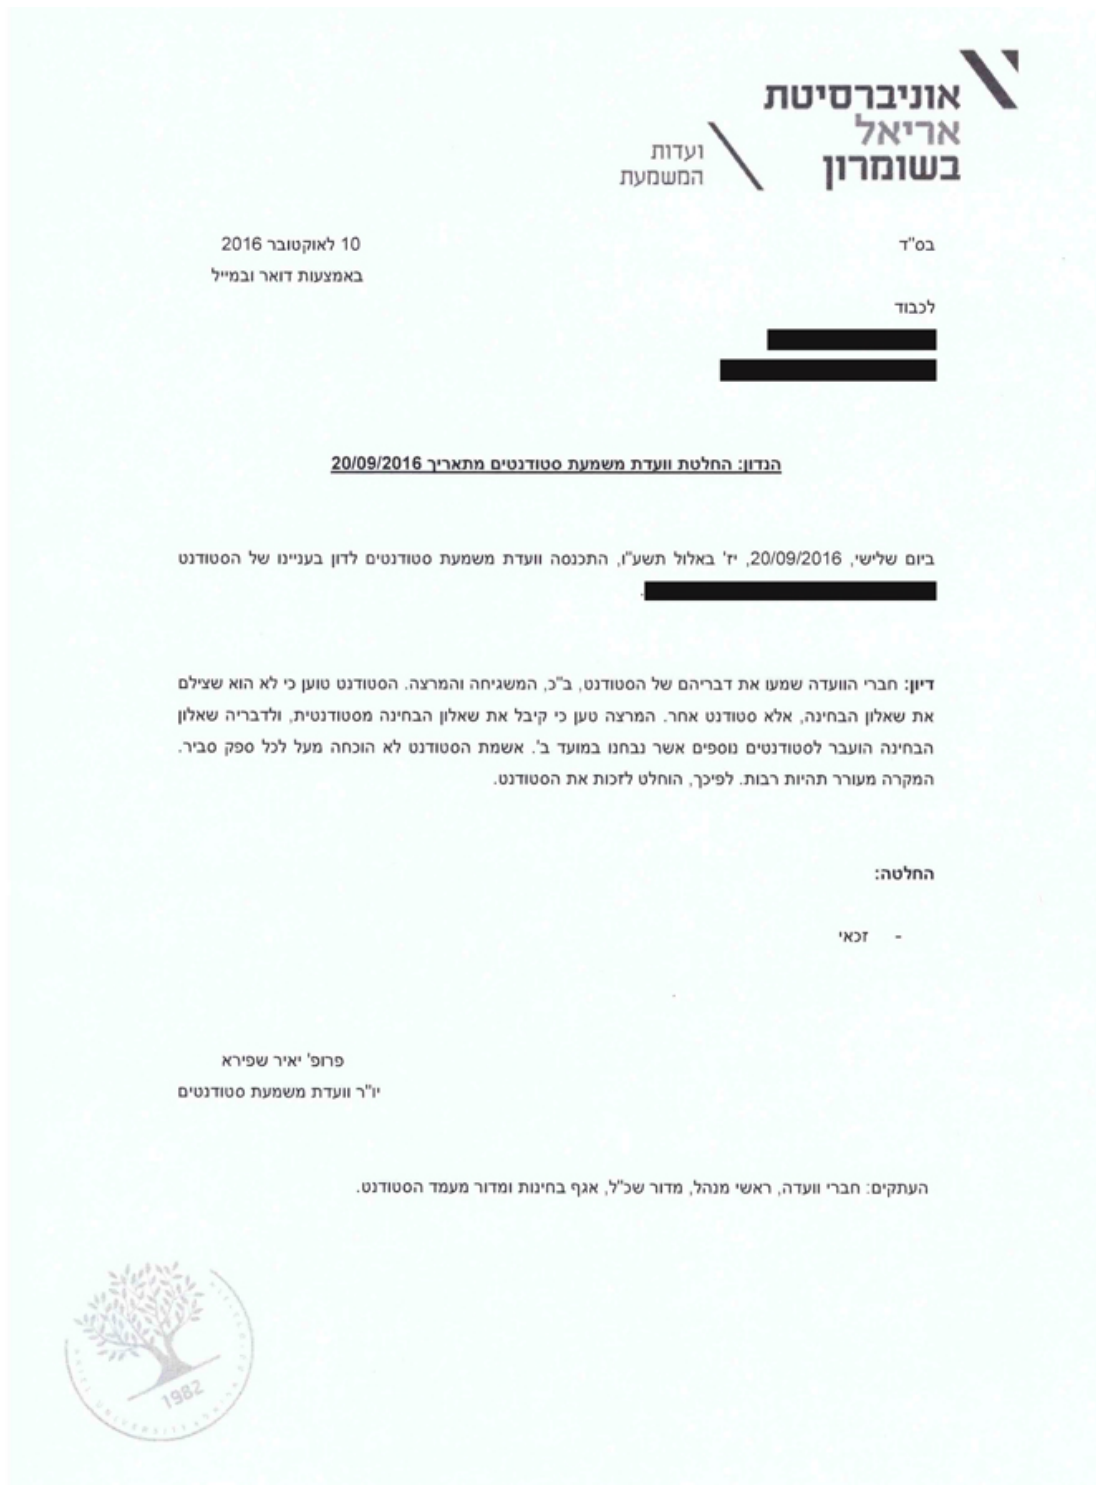 אוניברסיטת
אריאל
בשומרון
ועדות
המשמעת
בס"ד
10 לאוקטובר 2016
באמצעות דואר ובמייל
לכבוד
הנדון: החלטת וועדת משמעת סטודנטים מתאריך 20/09/2016
ביום שלישי, 20/09/2016, יז' באלול תשע"ו, התכנסה וועדת משמעת סטודנטים לדון בעניינו של הסטודנט
.
דיון: חברי הוועדה שמעו את דבריהם של הסטודנט, ב"כ, המשגיחה והמרצה. הסטודנט טוען כי לא הוא שצילם
את שאלון הבחינה, אלא סטודנט אחר. המרצה טען כי קיבל את שאלון הבחינה מסטודנטית, ולדבריה שאלון
הבחינה הועבר לסטודנטים נוספים אשר נבחנו במועד ב'. אשמת הסטודנט לא הוכחה מעל לכל ספק סביר.
המקרה מעורר תהיות רבות. לפיכך, הוחלט לזכות את הסטודנט.
החלטה:
- זכאי
פרופ' יאיר שפירא
יו"ר וועדת משמעת סטודנטים
העתקים: חברי וועדה, ראשי מנהל, מדור שכ"ל, אגף בחינות ומדור מעמד הסטודנט.
1982